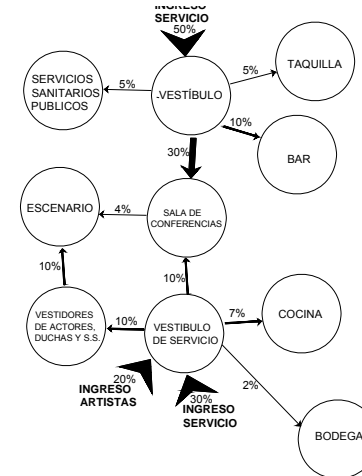 INGRESO
SERVICIO
50%
SERVICIOS
SANITARIOS
PUBLICOS
5%
-VESTÍBULO
5%
TAQUILLA
10%
BAR
30%
ESCENARIO
4%
SALA DE
CONFERENCIAS
10%
10%
VESTIDORES
DE ACTORES,
DUCHAS Y S.S.
10%
VESTIBULO
DE SERVICIO
7%
COCINA
20%
INGRESO
ARTISTAS
30%
INGRESO
SERVICIO
2%
BODEGA